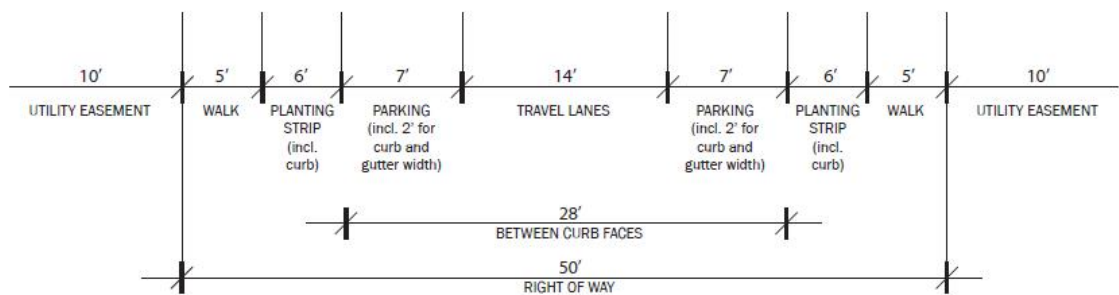 10' 5' 6' 7' 14' 7' 6' 5' 10'
UTILITY EASEMENT WALK PLANTING PARKING TRAVEL LANES PARKING PLANTING WALK UTILITY EASEMENT
STRIP (incl. 2' for (incl. 2' for STRIP
(incl. curb and curb and (incl.
curb) gutter width) gutter width) curb)
28'
BETWEEN CURB FACES
50'
RIGHT OF WAY